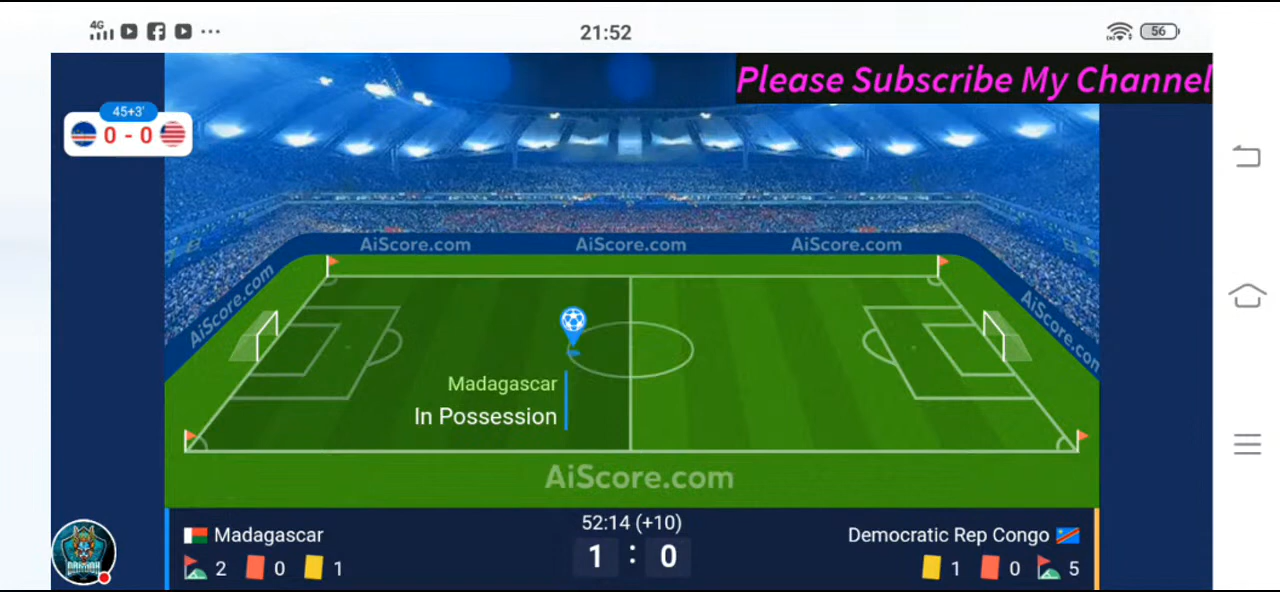 4G
21:52
56
Please Subscribe My Channel
45+3'
0 - 0
AiScore.com
AiScore.com
AiScore.com
AiScore.com
AiScore.com
Madagascar
In Possession
AiScore.com
52:14 (+10)
Madagascar
1 : 0
Democratic Rep Congo
2 0 1
1 0 5